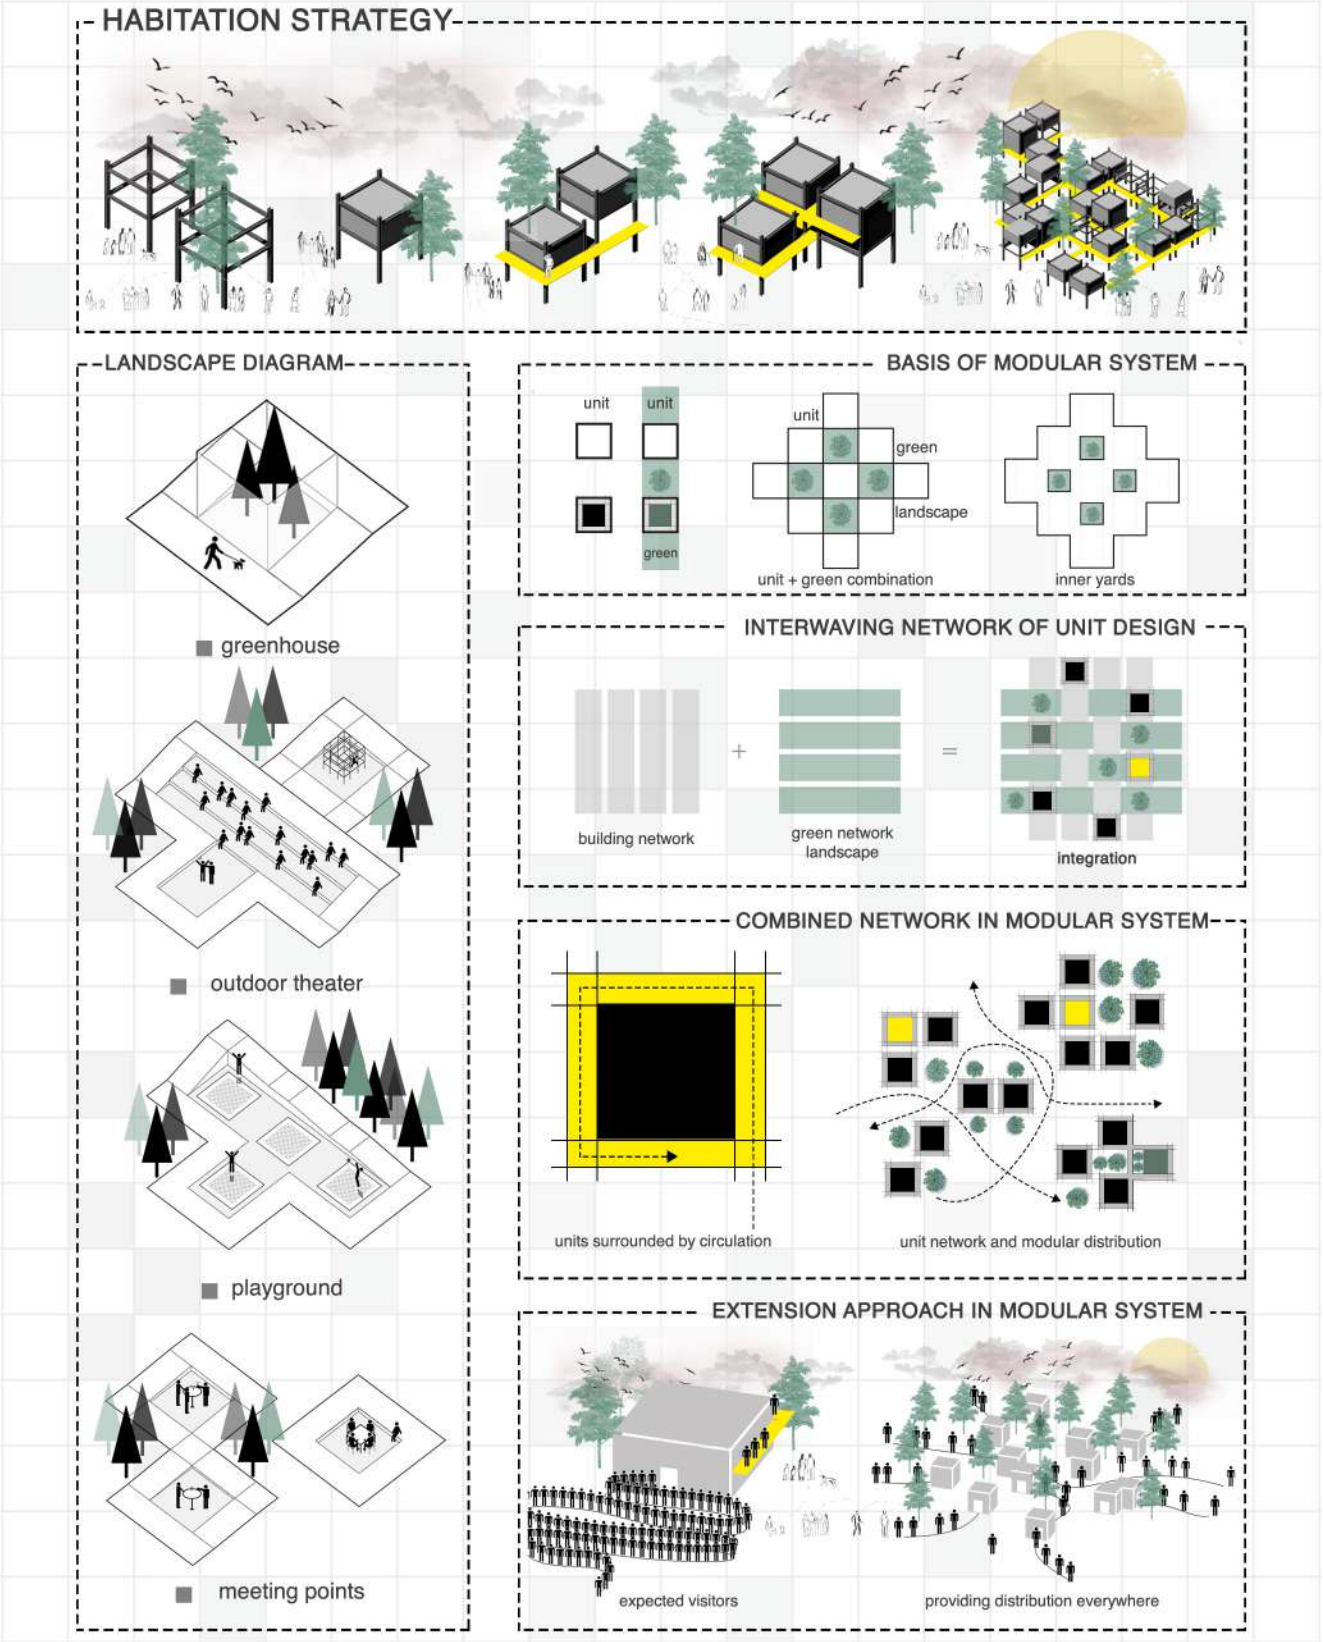 HABITATION STRATEGY
LANDSCAPE DIAGRAM
greenhouse
outdoor theater
playground
meeting points
BASIS OF MODULAR SYSTEM
unit
unit
green
unit
green
landscape
unit + green combination
inner yards
INTERWAVING NETWORK OF UNIT DESIGN
+
=
building network
green network
landscape
integration
COMBINED NETWORK IN MODULAR SYSTEM
units surrounded by circulation
unit network and modular distribution
EXTENSION APPROACH IN MODULAR SYSTEM
expected visitors
providing distribution everywhere